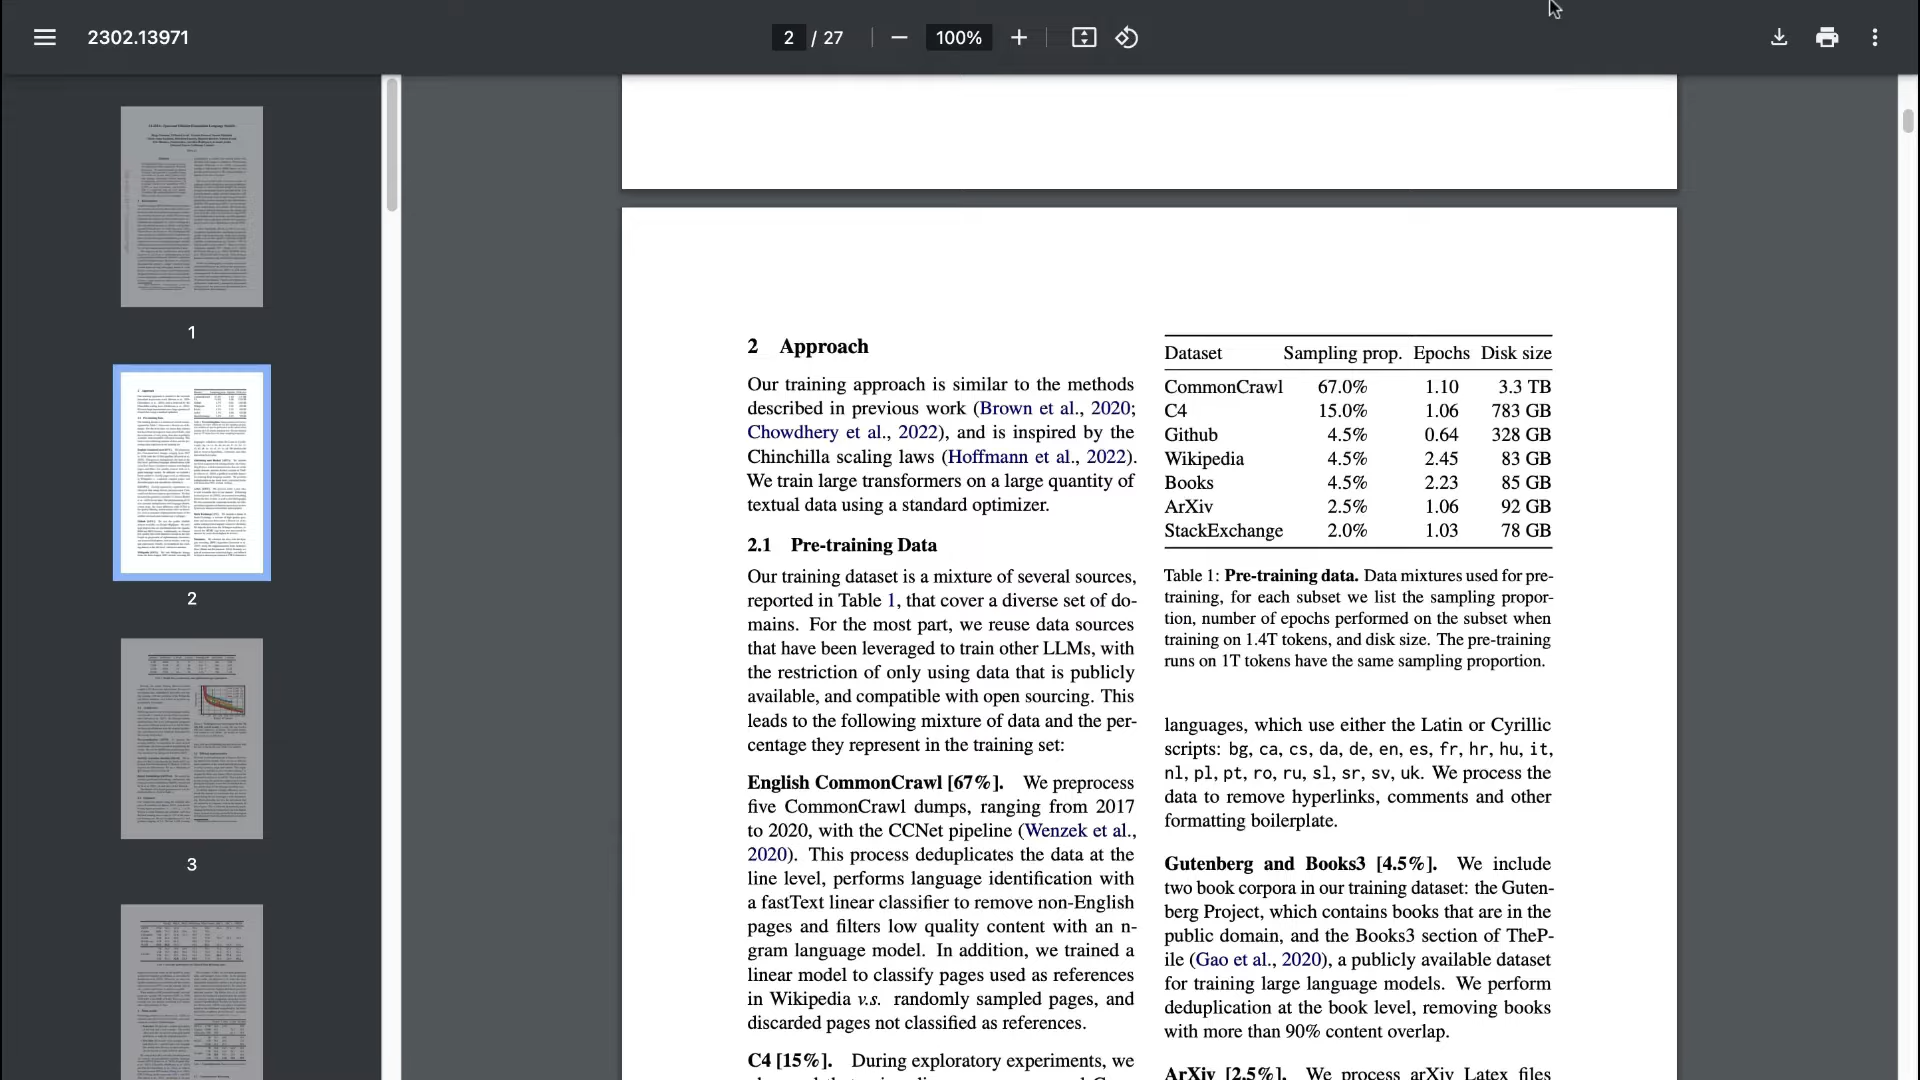 2302.13971
2 / 27
100%
1
2
3
2 Approach
Our training approach is similar to the methods
described in previous work (Brown et al., 2020;
Chowdhery et al., 2022), and is inspired by the
Chinchilla scaling laws (Hoffmann et al., 2022).
We train large transformers on a large quantity of
textual data using a standard optimizer.
2.1 Pre-training Data
Our training dataset is a mixture of several sources,
reported in Table 1, that cover a diverse set of do-
mains. For the most part, we reuse data sources
that have been leveraged to train other LLMs, with
the restriction of only using data that is publicly
available, and compatible with open sourcing. This
leads to the following mixture of data and the per-
centage they represent in the training set:
English CommonCrawl [67%]. We preprocess
five CommonCrawl dumps, ranging from 2017
to 2020, with the CCNet pipeline (Wenzek et al.,
2020). This process deduplicates the data at the
line level, performs language identification with
a fastText linear classifier to remove non-English
pages and filters low quality content with an n-
gram language model. In addition, we trained a
linear model to classify pages used as references
in Wikipedia v.s. randomly sampled pages, and
discarded pages not classified as references.
C4 [15%]. During exploratory experiments, we
Dataset Sampling prop. Epochs Disk size
CommonCrawl 67.0% 1.10 3.3 TB
C4 15.0% 1.06 783 GB
Github 4.5% 0.64 328 GB
Wikipedia 4.5% 2.45 83 GB
Books 4.5% 2.23 85 GB
ArXiv 2.5% 1.06 92 GB
StackExchange 2.0% 1.03 78 GB
Table 1: Pre-training data. Data mixtures used for pre-
training, for each subset we list the sampling propor-
tion, number of epochs performed on the subset when
training on 1.4T tokens, and disk size. The pre-training
runs on 1T tokens have the same sampling proportion.
languages, which use either the Latin or Cyrillic
scripts: bg, ca, cs, da, de, en, es, fr, hr, hu, it,
nl, pl, pt, ro, ru, sl, sr, sv, uk. We process the
data to remove hyperlinks, comments and other
formatting boilerplate.
Gutenberg and Books3 [4.5%]. We include
two book corpora in our training dataset: the Guten-
berg Project, which contains books that are in the
public domain, and the Books3 section of TheP-
ile (Gao et al., 2020), a publicly available dataset
for training large language models. We perform
deduplication at the book level, removing books
with more than 90% content overlap.
ArXiv [2.5%]. We process arXiv Latex files